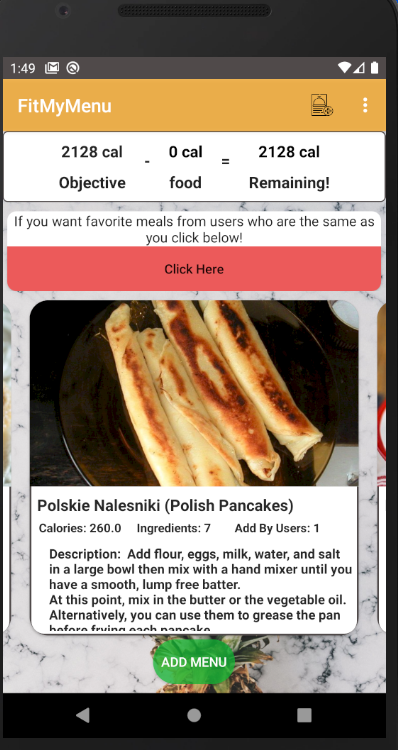 1:49
FitMyMenu
2128 cal - 0 cal = 2128 cal
Objective food Remaining!
If you want favorite meals from users who are the same as
you click below!
Click Here
Polskie Nalesniki (Polish Pancakes)
Calories: 260.0 Ingredients: 7 Add By Users: 1
Description: Add flour, eggs, milk, water, and salt
in a large bowl then mix with a hand mixer until you
have a smooth, lump free batter.
At this point, mix in the butter or the vegetable oil.
Alternatively, you can use them to grease the pan
before frying each pancake
ADD MENU